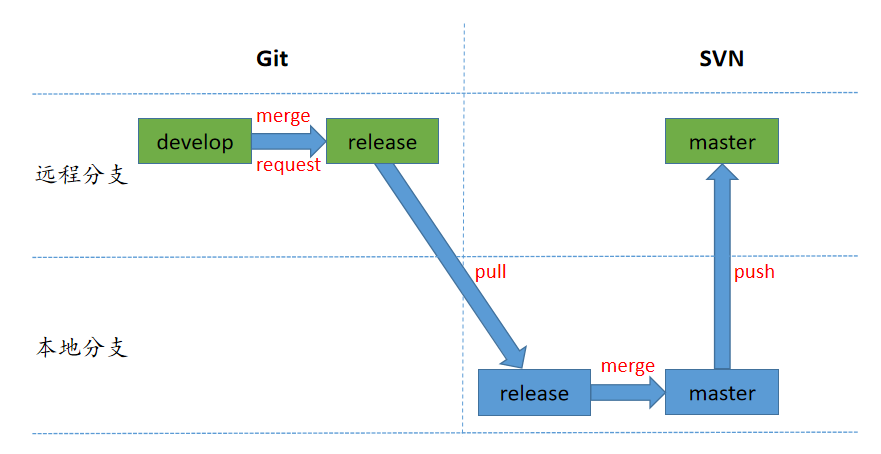 Git
SVN
merge
develop
release
master
request
远程分支
pull
push
本地分支
merge
release
master